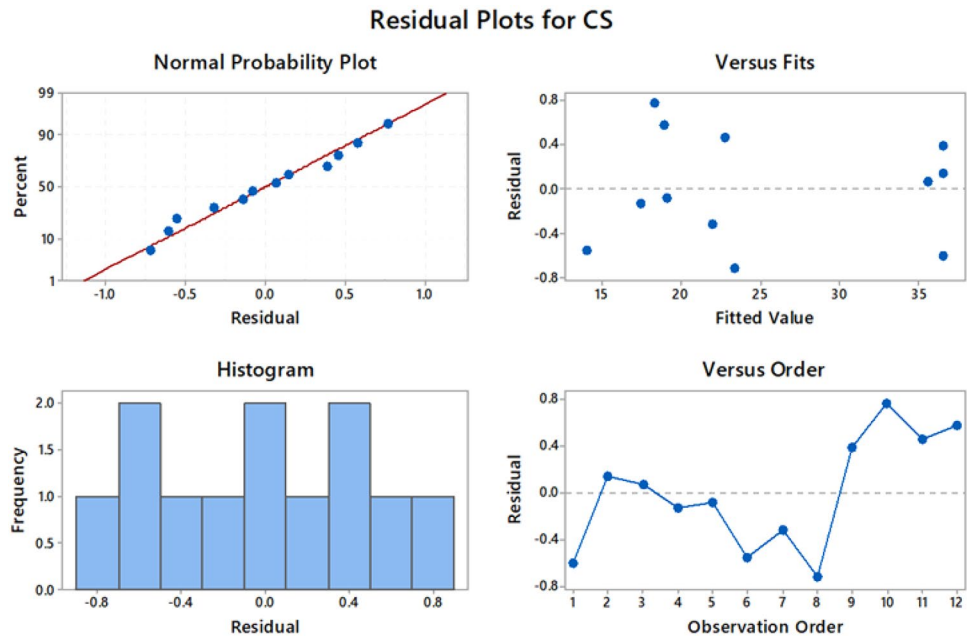 Residual Plots for CS
Normal Probability Plot
99
90
50
10
1
Percent
-1.0 -0.5 0.0 0.5 1.0
Residual
Versus Fits
0.8
0.4
0.0
-0.4
-0.8
Residual
15 20 25 30 35
Fitted Value
Histogram
2.0
1.5
1.0
0.5
0.0
Frequency
-0.8 -0.4 0.0 0.4 0.8
Residual
Versus Order
0.8
0.4
0.0
-0.4
-0.8
Residual
1 2 3 4 5 6 7 8 9 10 11 12
Observation Order